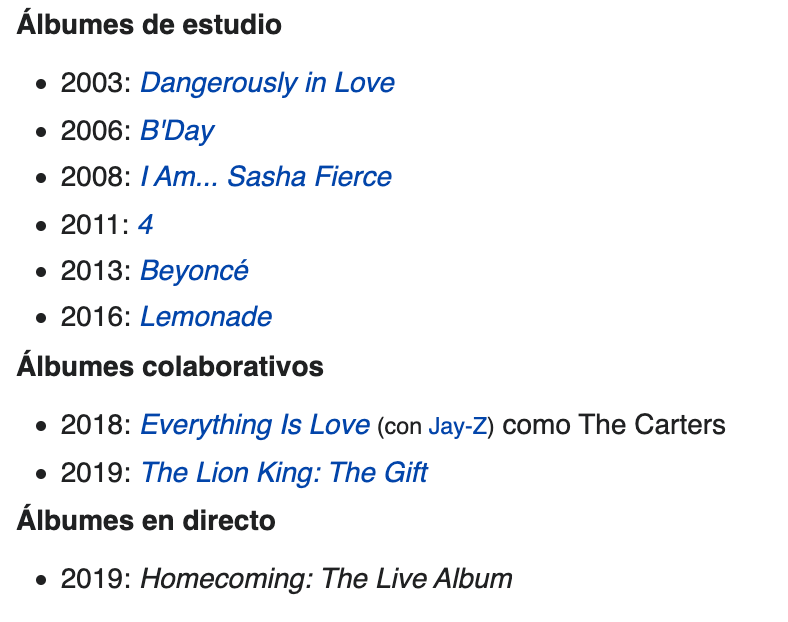 Álbumes de estudio
• 2003: Dangerously in Love
• 2006: B'Day
• 2008: I Am... Sasha Fierce
• 2011: 4
• 2013: Beyoncé
• 2016: Lemonade
Álbumes colaborativos
• 2018: Everything Is Love (con Jay-Z) como The Carters
• 2019: The Lion King: The Gift
Álbumes en directo
• 2019: Homecoming: The Live Album